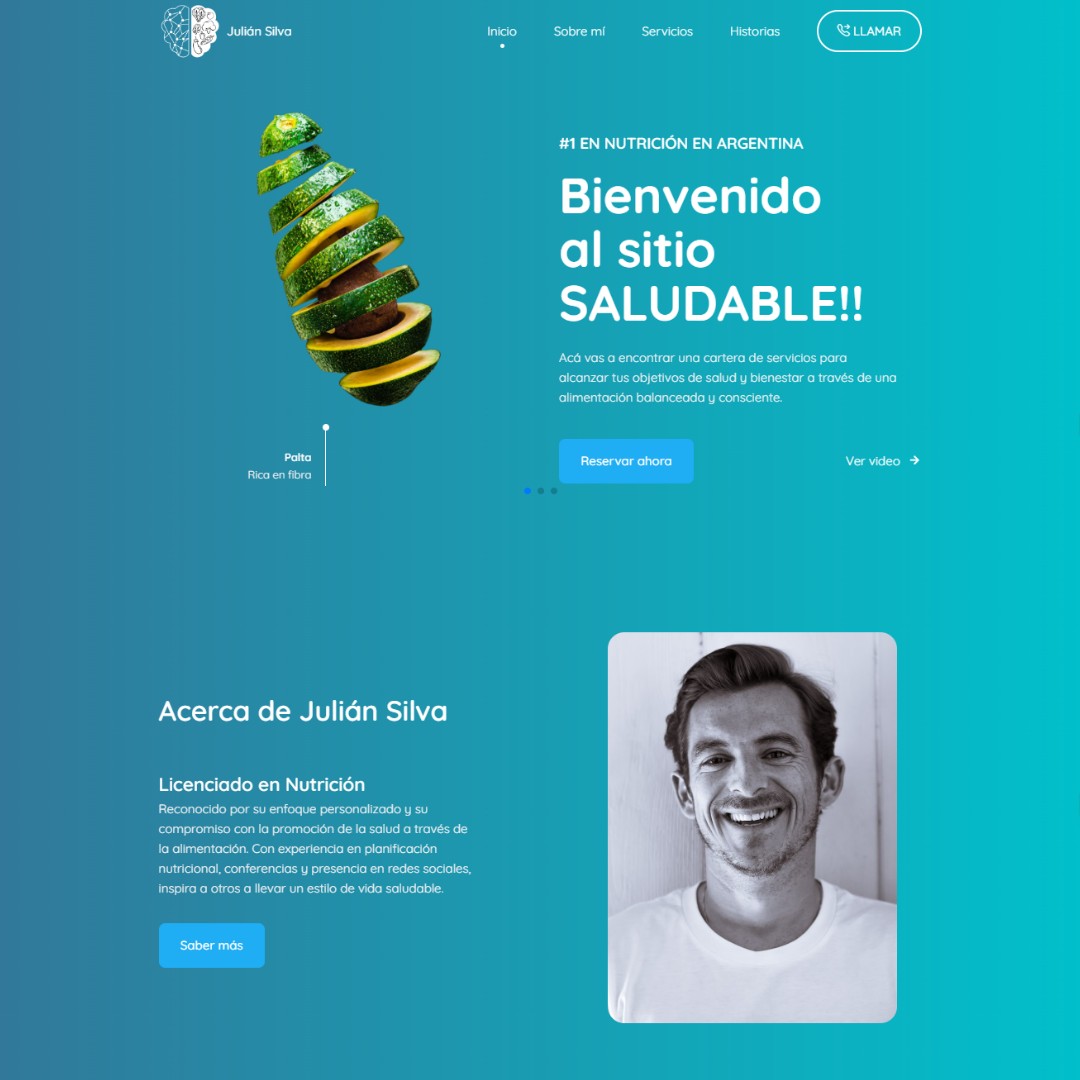 Julián Silva
Inicio
Sobre mí
Servicios
Historias
LLAMAR
#1 EN NUTRICIÓN EN ARGENTINA
Bienvenido
al sitio
SALUDABLE!!
Acá vas a encontrar una cartera de servicios para
alcanzar tus objetivos de salud y bienestar a través de una
alimentación balanceada y consciente.
Palta
Rica en fibra
Reservar ahora
Ver video
Acerca de Julián Silva
Licenciado en Nutrición
Reconocido por su enfoque personalizado y su
compromiso con la promoción de la salud a través de
la alimentación. Con experiencia en planificación
nutricional, conferencias y presencia en redes sociales,
inspira a otros a llevar un estilo de vida saludable.
Saber más